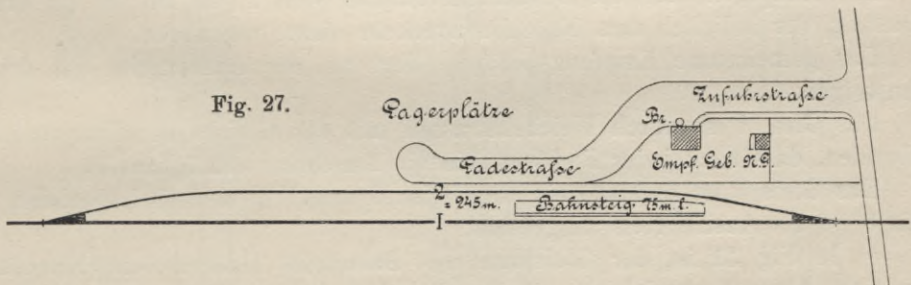 Fig. 27.
Lagerplätze
Zufuhrstraße
Br.
Ladestraße
Empf. Geb. N.G.
2 = 245 m.
Bahnsteig 75 m l.
I